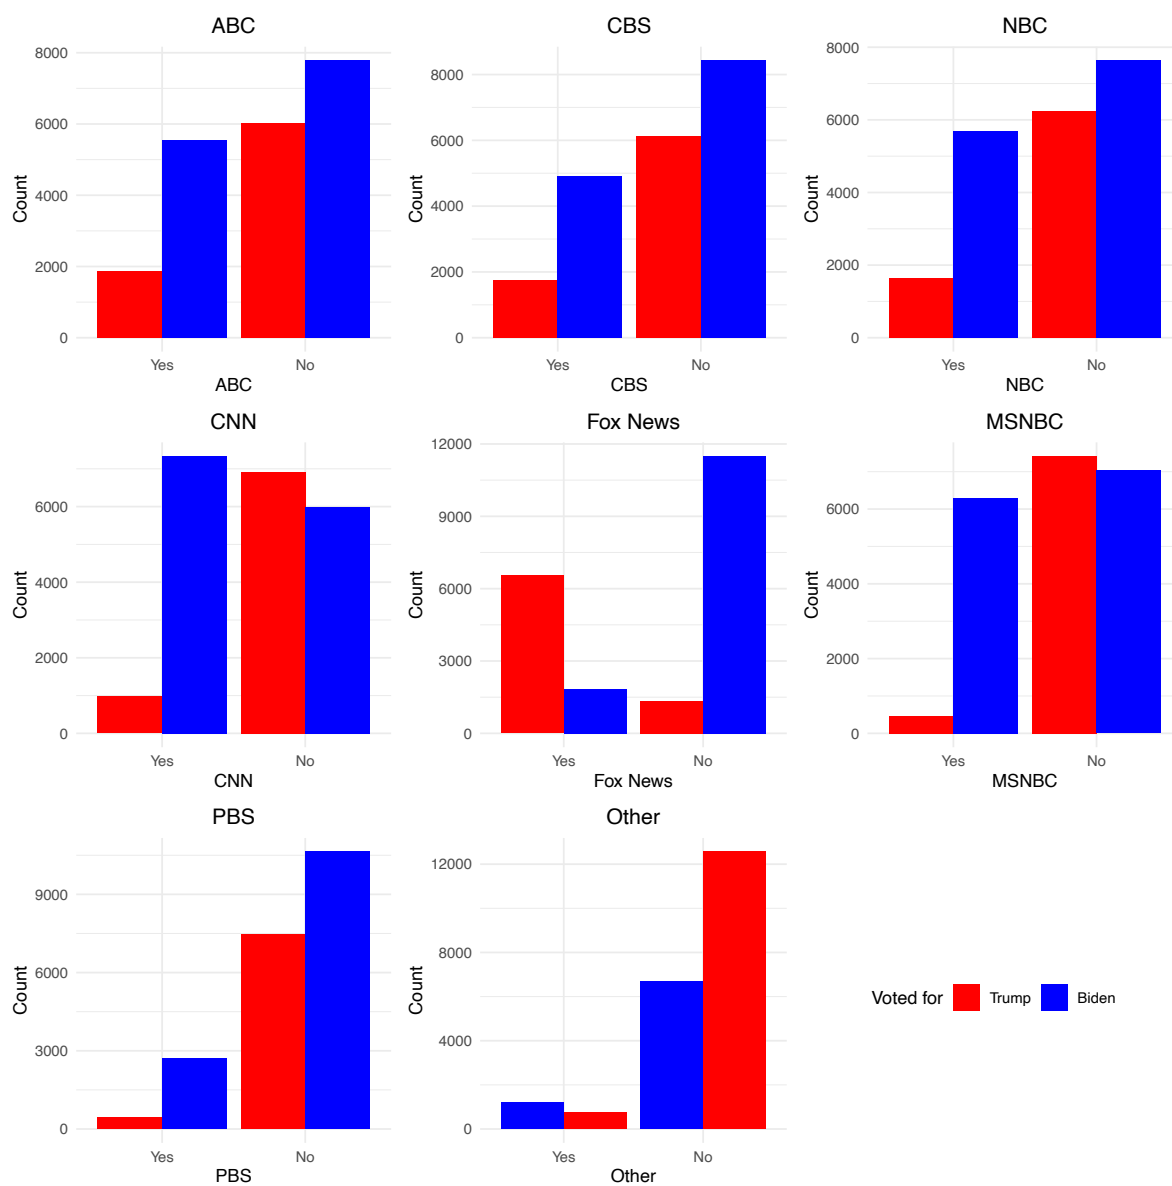 ABC
8000
6000
4000
2000
0
Count
Yes No
ABC
CBS
8000
6000
4000
2000
0
Count
Yes No
CBS
NBC
8000
6000
4000
2000
0
Count
Yes No
NBC
CNN
6000
4000
2000
0
Count
Yes No
CNN
Fox News
12000
9000
6000
3000
0
Count
Yes No
Fox News
MSNBC
6000
4000
2000
0
Count
Yes No
MSNBC
PBS
9000
6000
3000
0
Count
Yes No
PBS
Other
12000
8000
4000
0
Count
Yes No
Other
Voted for Trump Biden